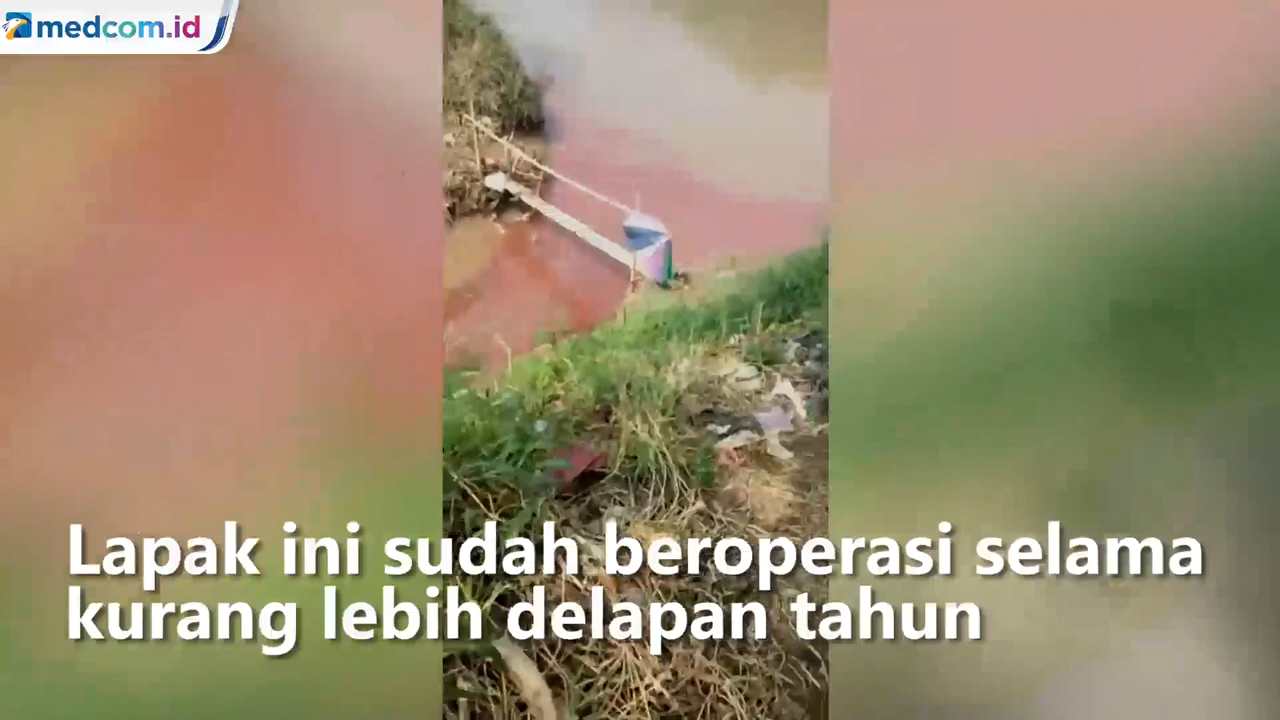 medcom.id
Lapak ini sudah beroperasi selama
kurang lebih delapan tahun